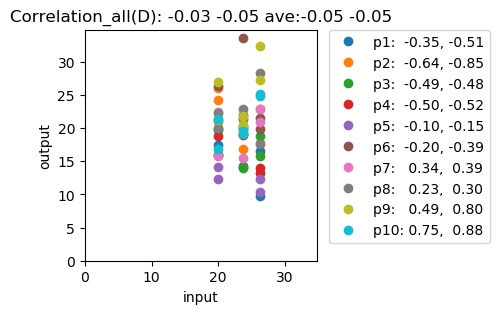 Correlation_all(D): -0.03 -0.05 ave:-0.05 -0.05
30
25
20
15
10
5
0
output
0 10 20 30
input
p1: -0.35, -0.51
p2: -0.64, -0.85
p3: -0.49, -0.48
p4: -0.50, -0.52
p5: -0.10, -0.15
p6: -0.20, -0.39
p7: 0.34, 0.39
p8: 0.23, 0.30
p9: 0.49, 0.80
p10: 0.75, 0.88